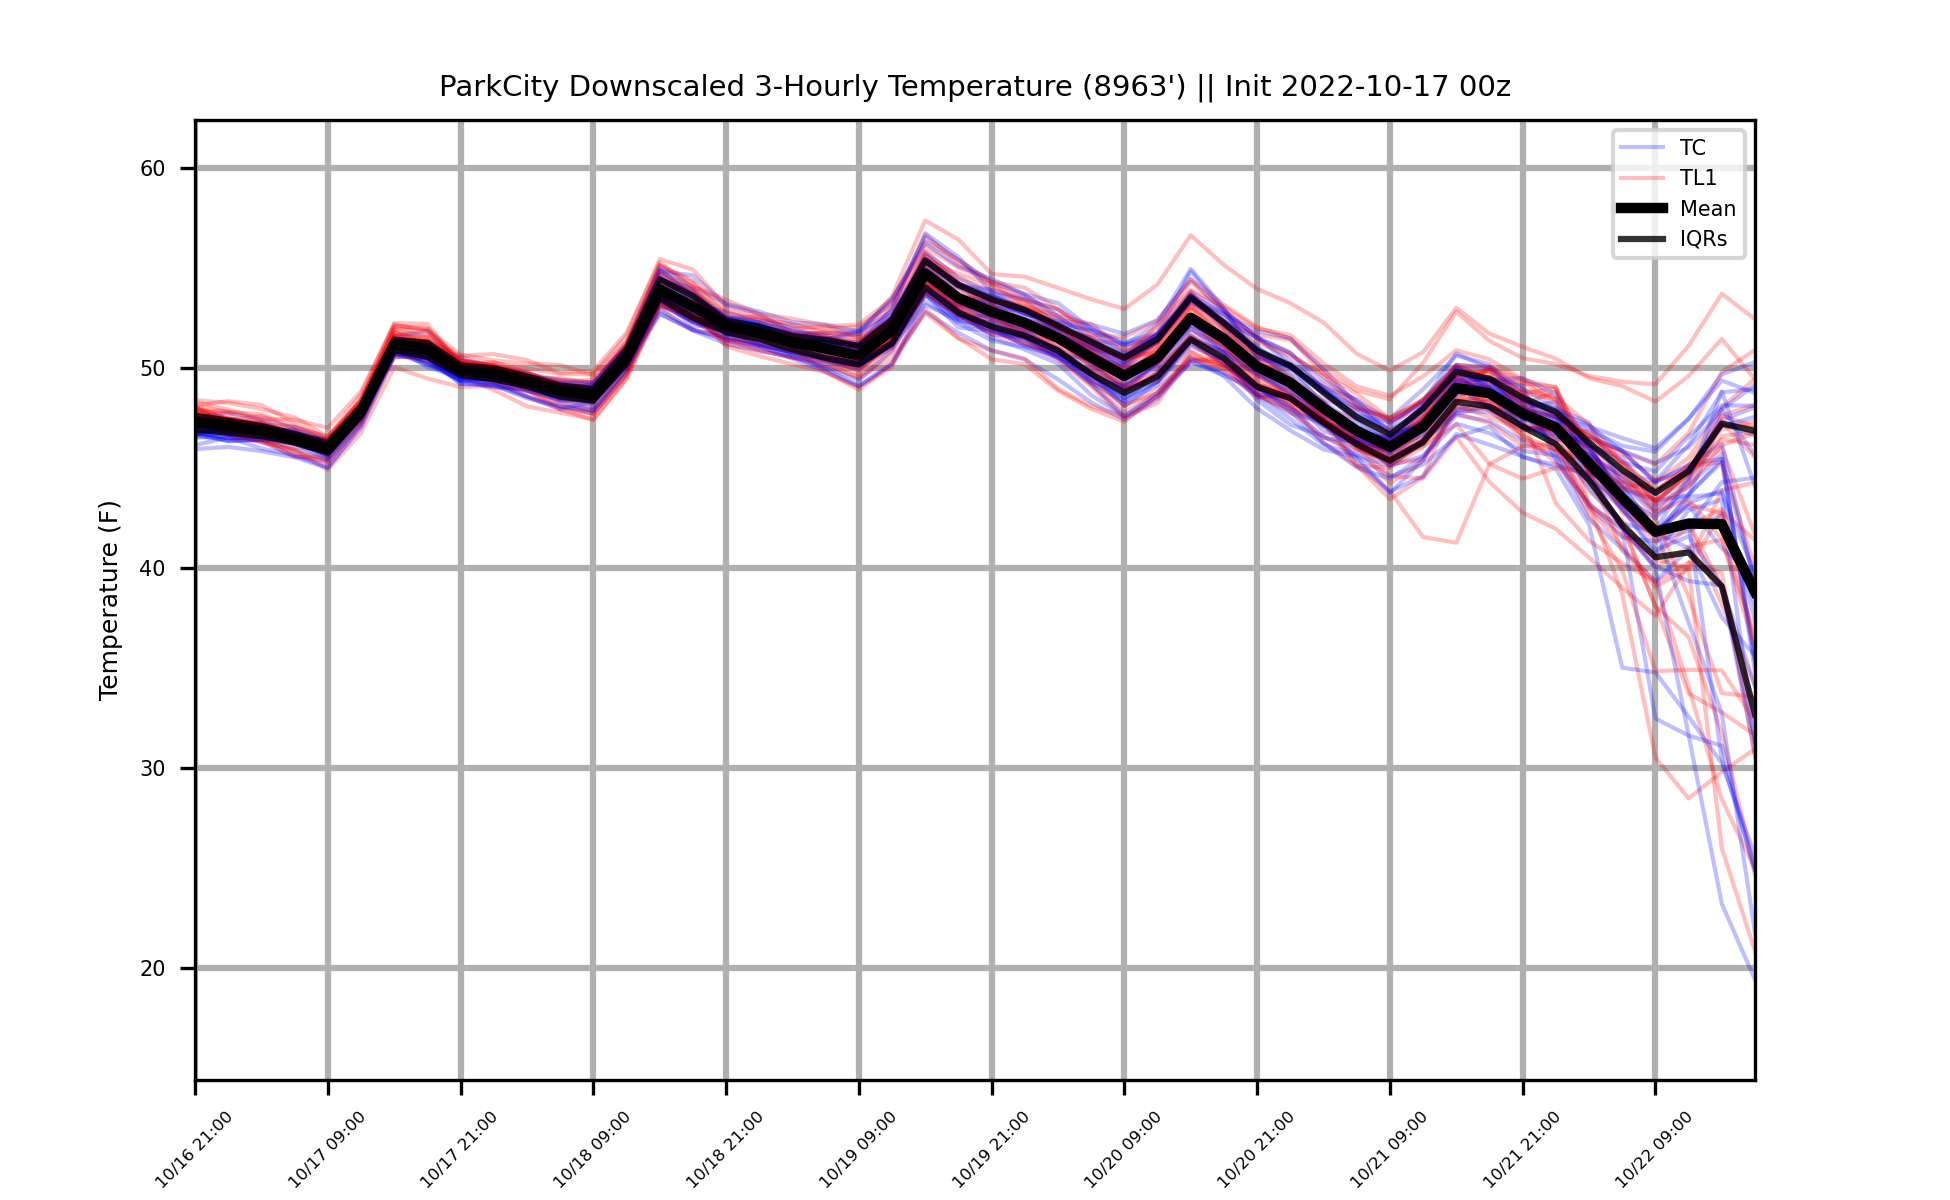 ParkCity Downscaled 3-Hourly Temperature (8963') || Init 2022-10-17 00z
TC
TL1
Mean
IQRs
Temperature (F)
60
50
40
30
20
10/16 21:00
10/17 09:00
10/17 21:00
10/18 09:00
10/18 21:00
10/19 09:00
10/19 21:00
10/20 09:00
10/20 21:00
10/21 09:00
10/21 21:00
10/22 09:00